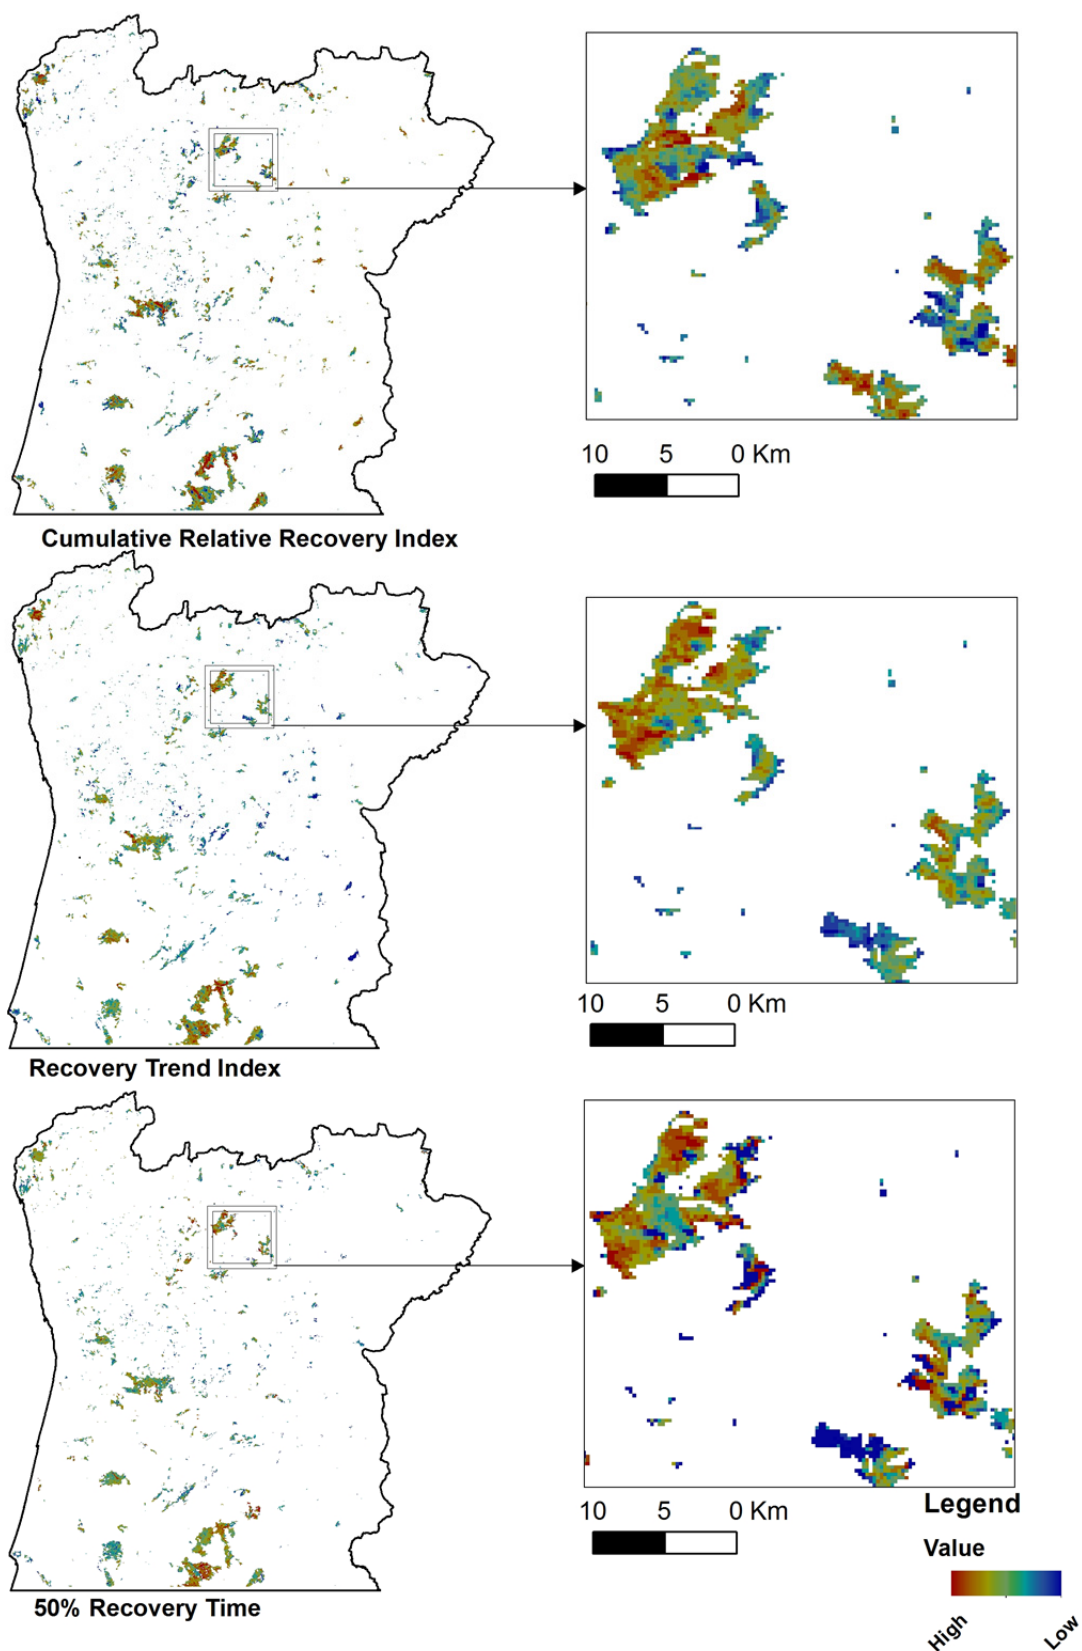 10 5 0 Km
Cumulative Relative Recovery Index
10 5 0 Km
Recovery Trend Index
10 5 0 Km
50% Recovery Time
Legend
Value
High Low